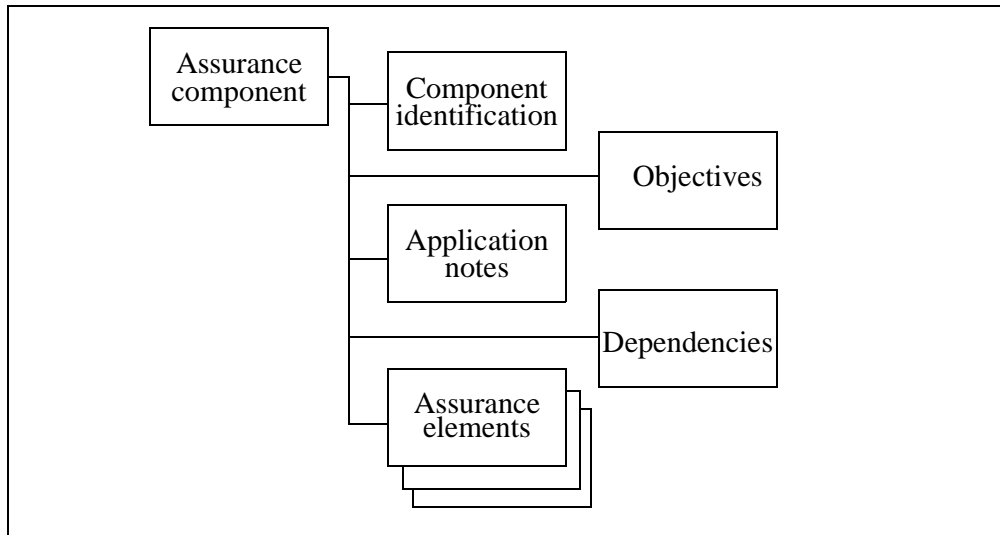 Assurance
component
Component
identification
Objectives
Application
notes
Dependencies
Assurance
elements